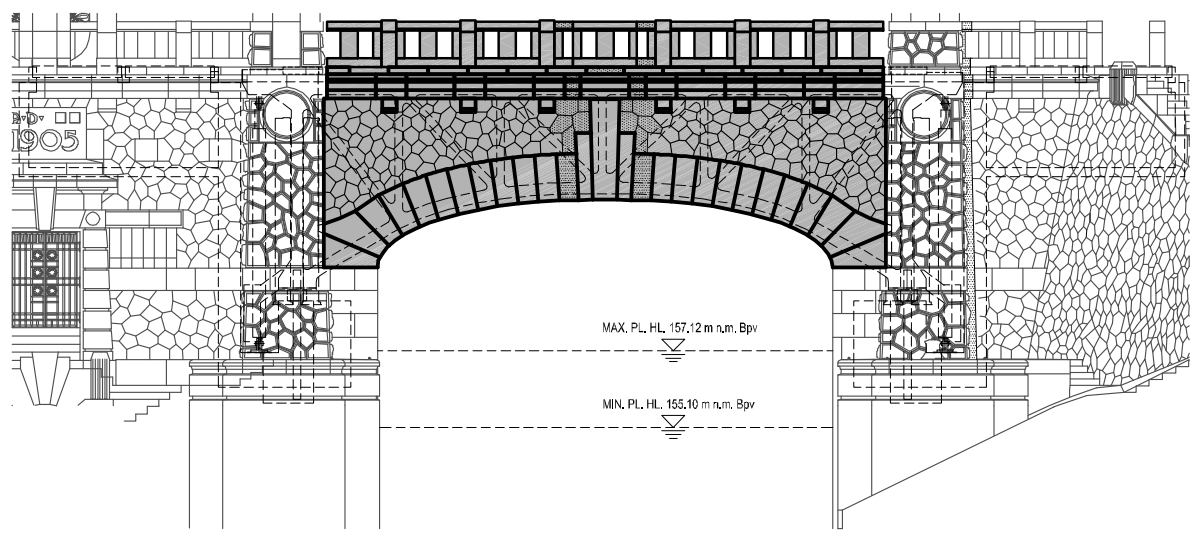 P·D·
1905
MAX. PL. HL. 157.12 m n.m. Bpv
MIN. PL. HL. 155.10 m n.m. Bpv